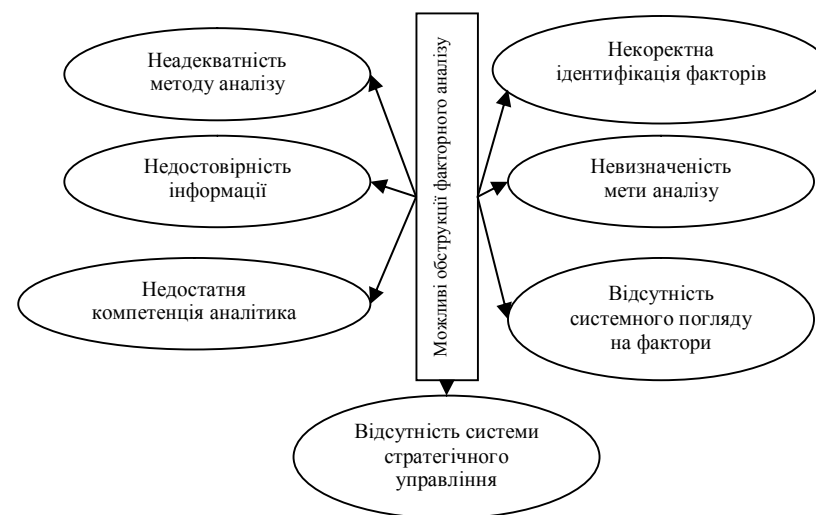 Неадекватність
методу аналізу
Недостовірність
інформації
Недостатня
компетенція аналітика
Можливі обструкції факторного аналізу
Некоректна
ідентифікація факторів
Невизначеність
мети аналізу
Відсутність
системного погляду
на фактори
Відсутність системи
стратегічного
управління